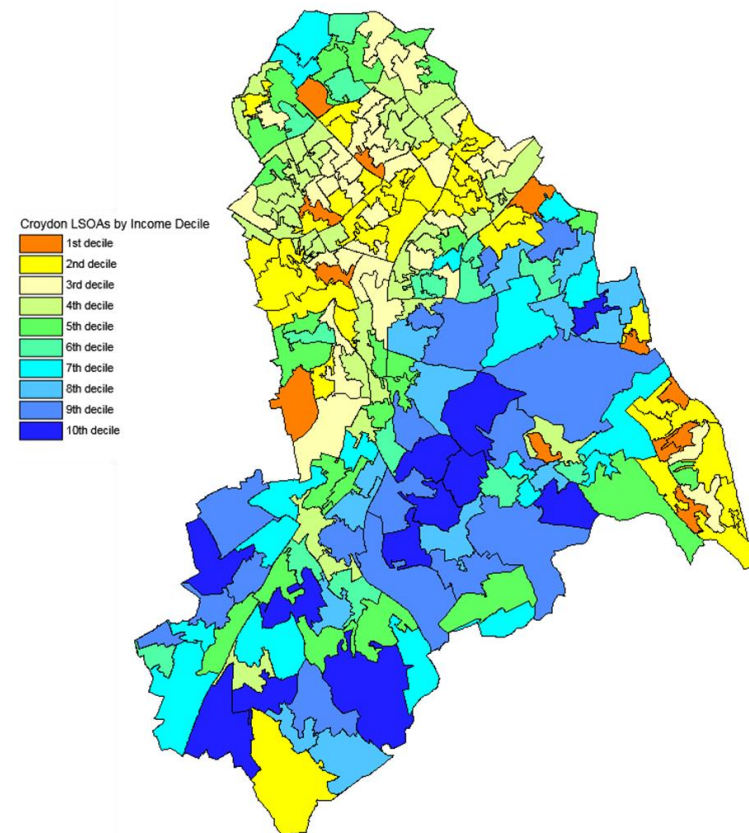 Croydon LSOAs by Income Decile
1st decile
2nd decile
3rd decile
4th decile
5th decile
6th decile
7th decile
8th decile
9th decile
10th decile